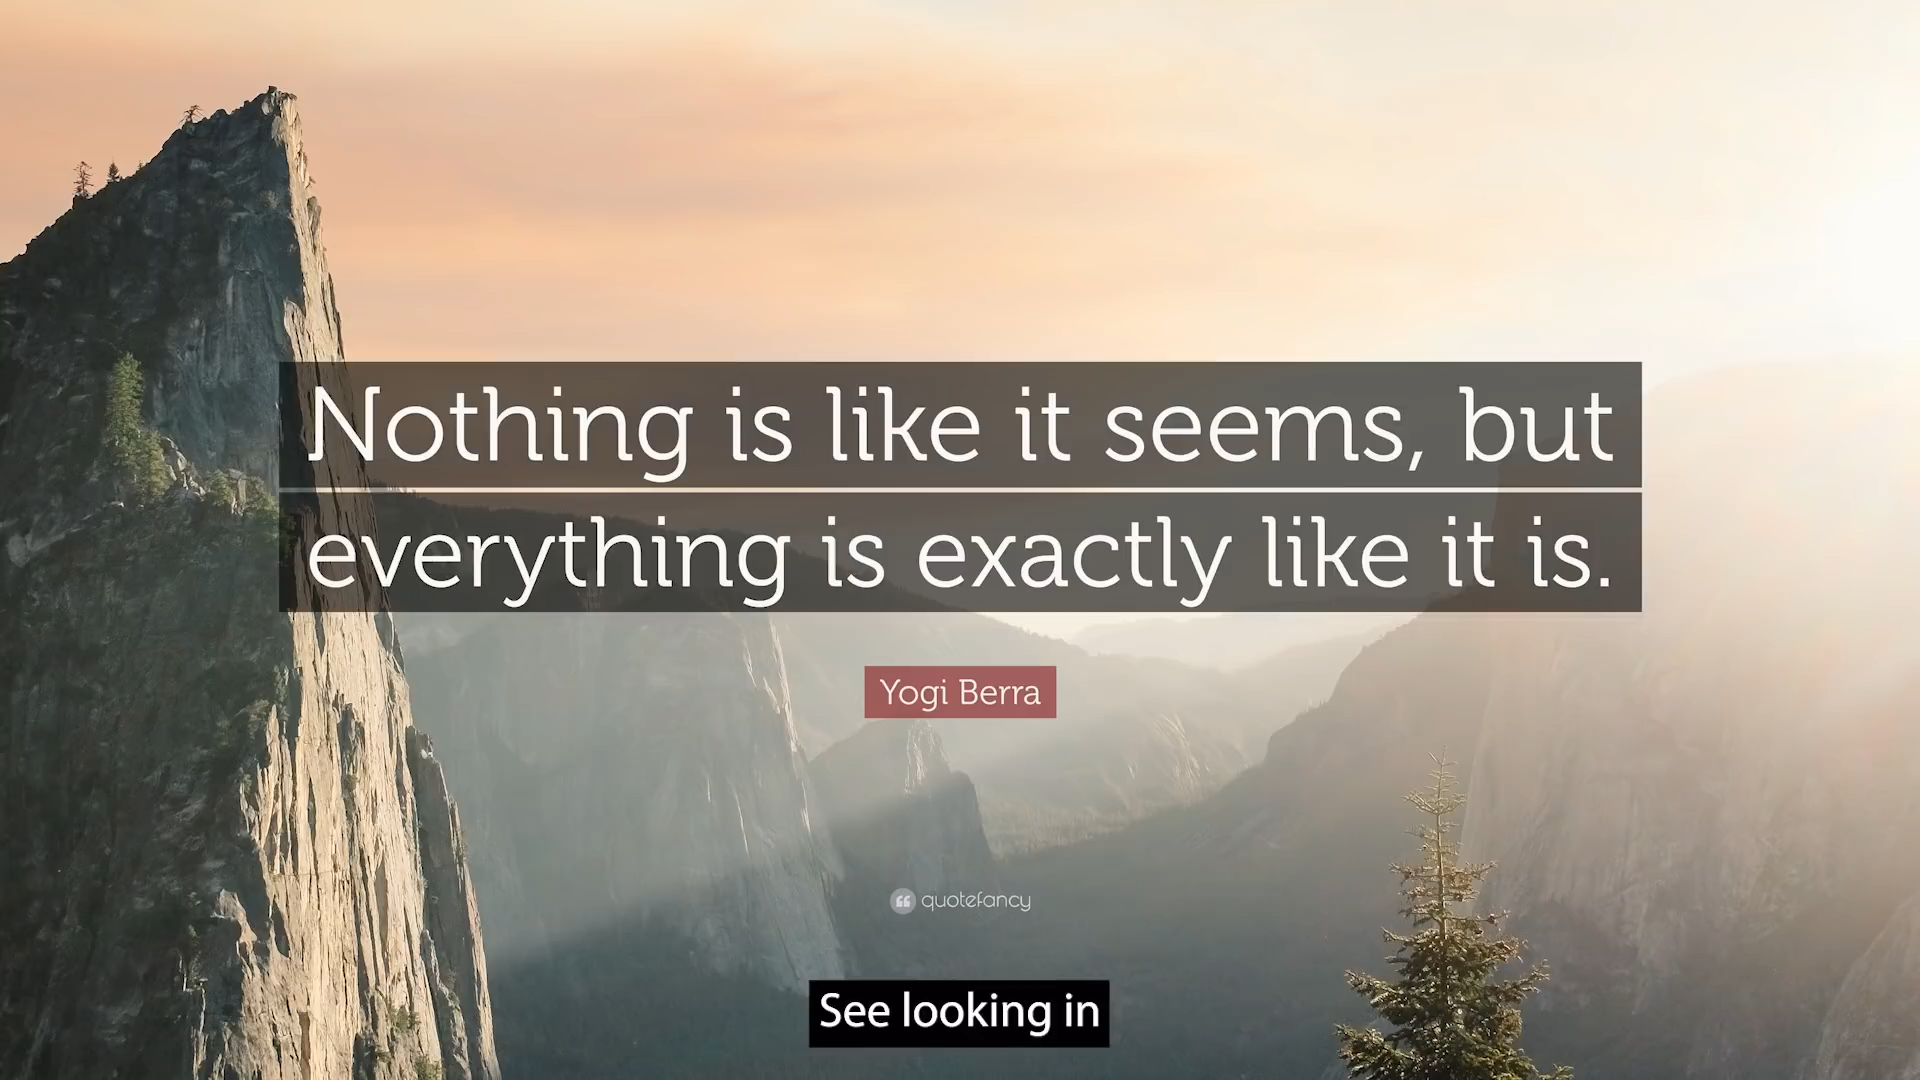 Nothing is like it seems, but
everything is exactly like it is.
Yogi Berra
quotefancy
See looking in